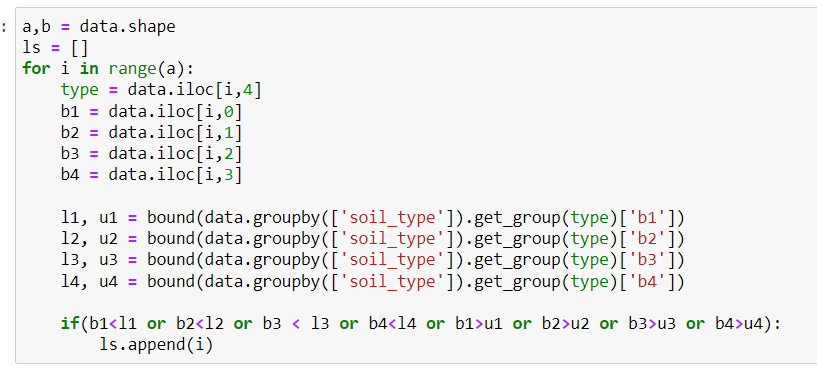 : a,b = data.shape
ls = []
for i in range(a):
    type = data.iloc[i,4]
    b1 = data.iloc[i,0]
    b2 = data.iloc[i,1]
    b3 = data.iloc[i,2]
    b4 = data.iloc[i,3]

    l1, u1 = bound(data.groupby(['soil_type']).get_group(type)['b1'])
    l2, u2 = bound(data.groupby(['soil_type']).get_group(type)['b2'])
    l3, u3 = bound(data.groupby(['soil_type']).get_group(type)['b3'])
    l4, u4 = bound(data.groupby(['soil_type']).get_group(type)['b4'])

    if(b1<l1 or b2<l2 or b3 < l3 or b4<l4 or b1>u1 or b2>u2 or b3>u3 or b4>u4):
        ls.append(i)